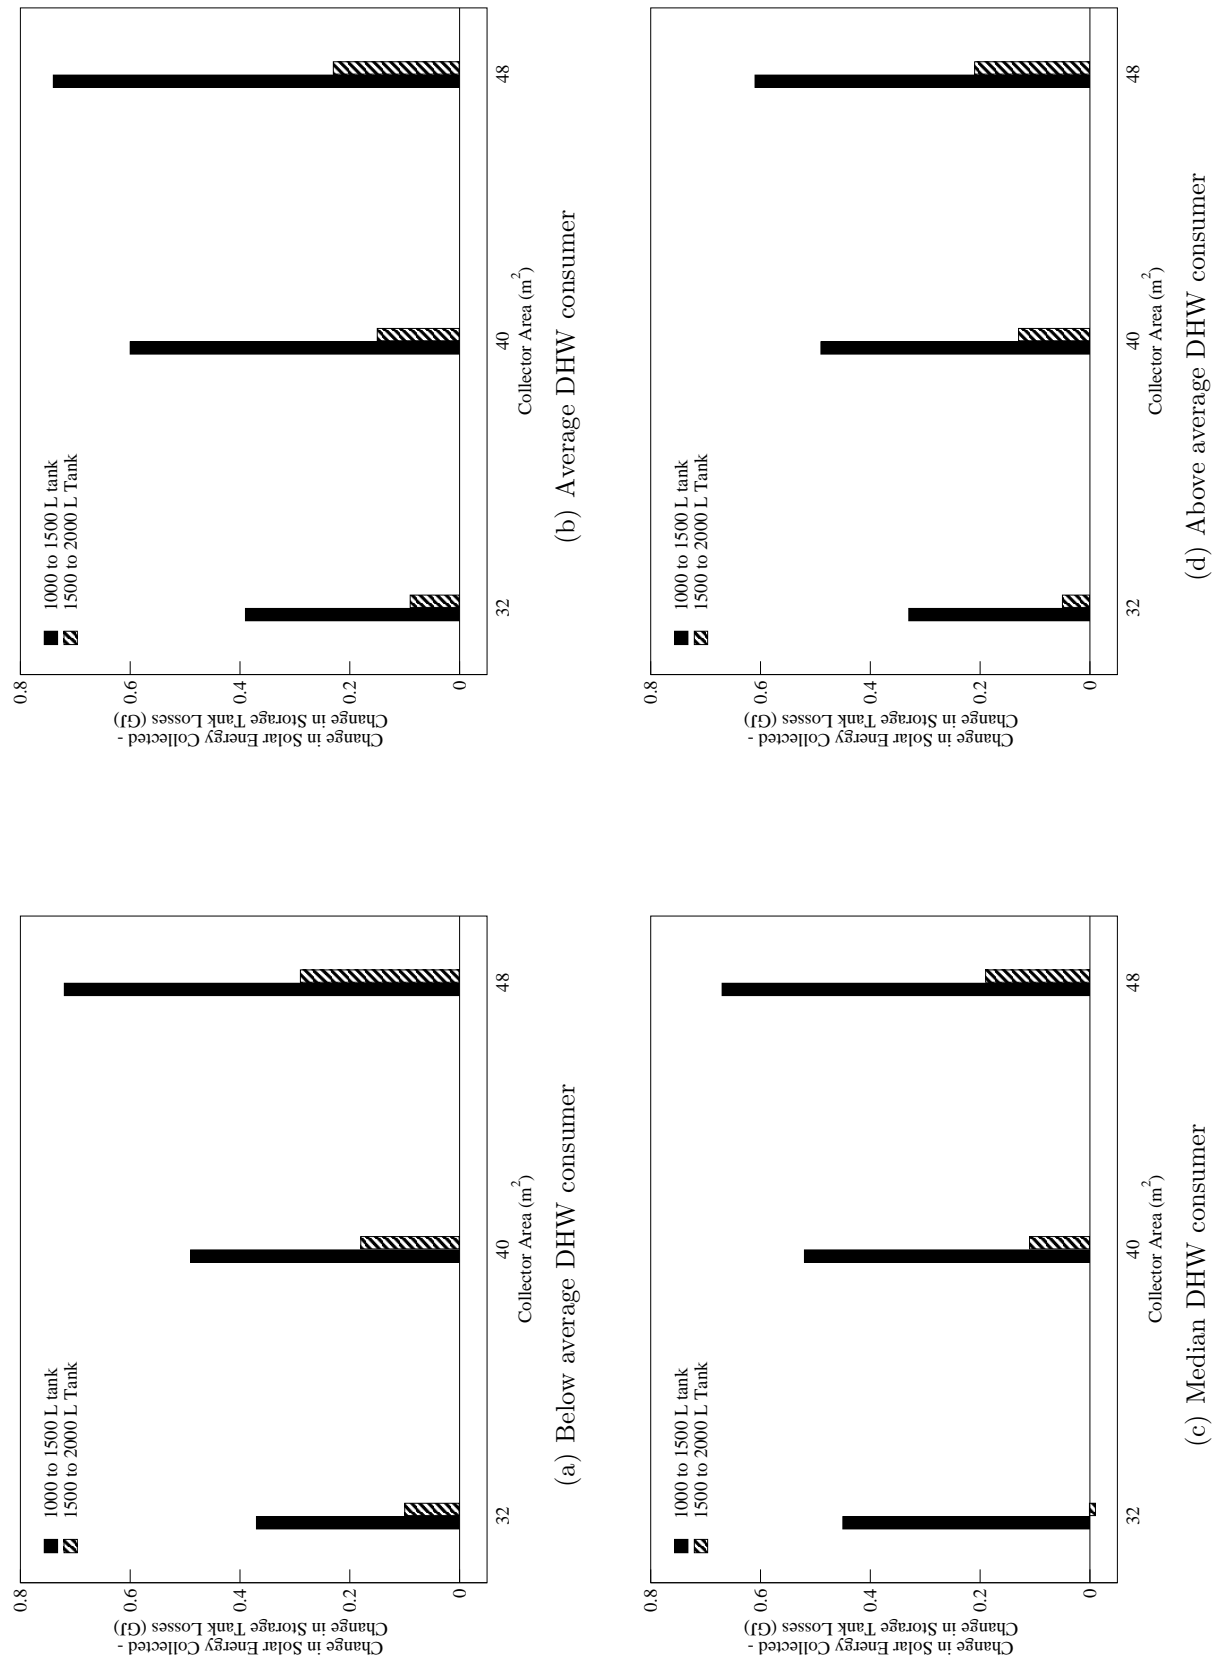 0.8
0.6
0.4
0.2
0
Change in Solar Energy Collected -
Change in Storage Tank Losses (GJ)
1000 to 1500 L tank
1500 to 2000 L Tank
32
40
48
Collector Area (m²)
(a) Below average DHW consumer
0.8
0.6
0.4
0.2
0
Change in Solar Energy Collected -
Change in Storage Tank Losses (GJ)
1000 to 1500 L tank
1500 to 2000 L Tank
32
40
48
Collector Area (m²)
(b) Average DHW consumer
0.8
0.6
0.4
0.2
0
Change in Solar Energy Collected -
Change in Storage Tank Losses (GJ)
1000 to 1500 L tank
1500 to 2000 L Tank
32
40
48
Collector Area (m²)
(c) Median DHW consumer
0.8
0.6
0.4
0.2
0
Change in Solar Energy Collected -
Change in Storage Tank Losses (GJ)
1000 to 1500 L tank
1500 to 2000 L Tank
32
40
48
Collector Area (m²)
(d) Above average DHW consumer